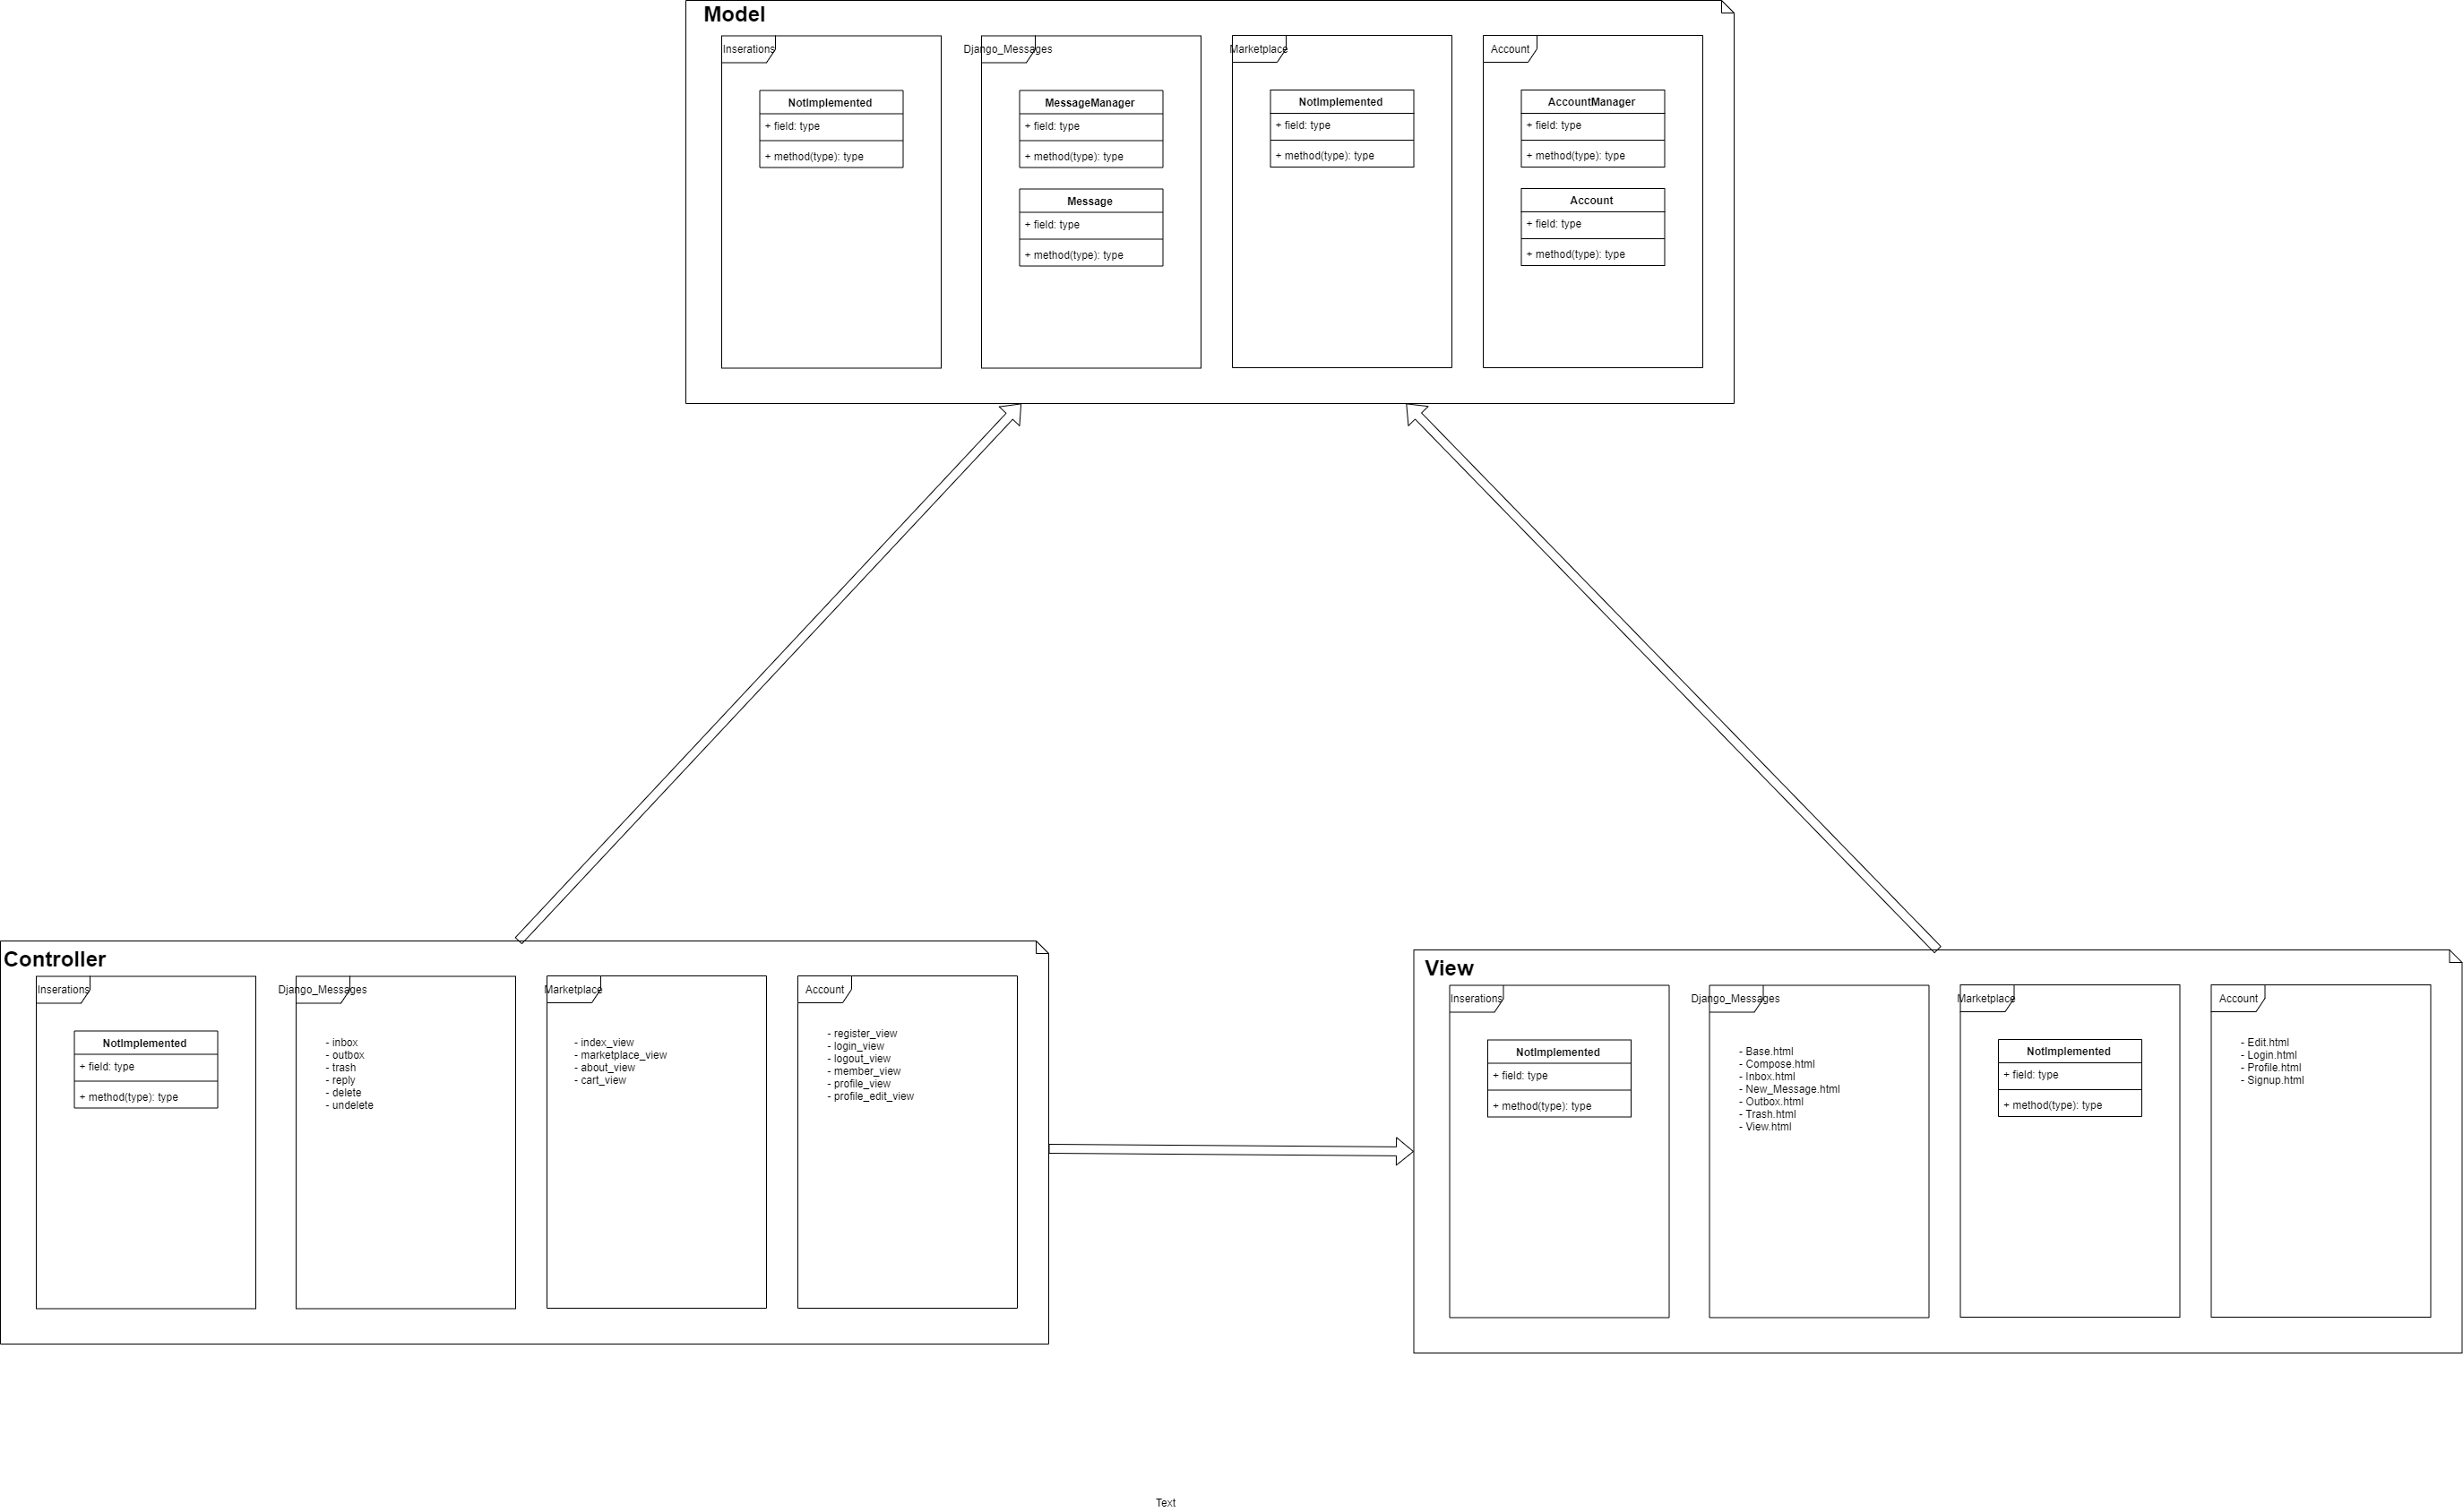 Model
Inserations
NotImplemented
+ field: type
+ method(type): type
Django_Messages
MessageManager
+ field: type
+ method(type): type
Message
+ field: type
+ method(type): type
Marketplace
NotImplemented
+ field: type
+ method(type): type
Account
AccountManager
+ field: type
+ method(type): type
Account
+ field: type
+ method(type): type
Controller
Inserations
NotImplemented
+ field: type
+ method(type): type
Django_Messages
- inbox
- outbox
- trash
- reply
- delete
- undelete
Marketplace
- index_view
- marketplace_view
- about_view
- cart_view
Account
- register_view
- login_view
- logout_view
- member_view
- profile_view
- profile_edit_view
View
Inserations
NotImplemented
+ field: type
+ method(type): type
Django_Messages
- Base.html
- Compose.html
- Inbox.html
- New_Message.html
- Outbox.html
- Trash.html
- View.html
Marketplace
NotImplemented
+ field: type
+ method(type): type
Account
- Edit.html
- Login.html
- Profile.html
- Signup.html
Text